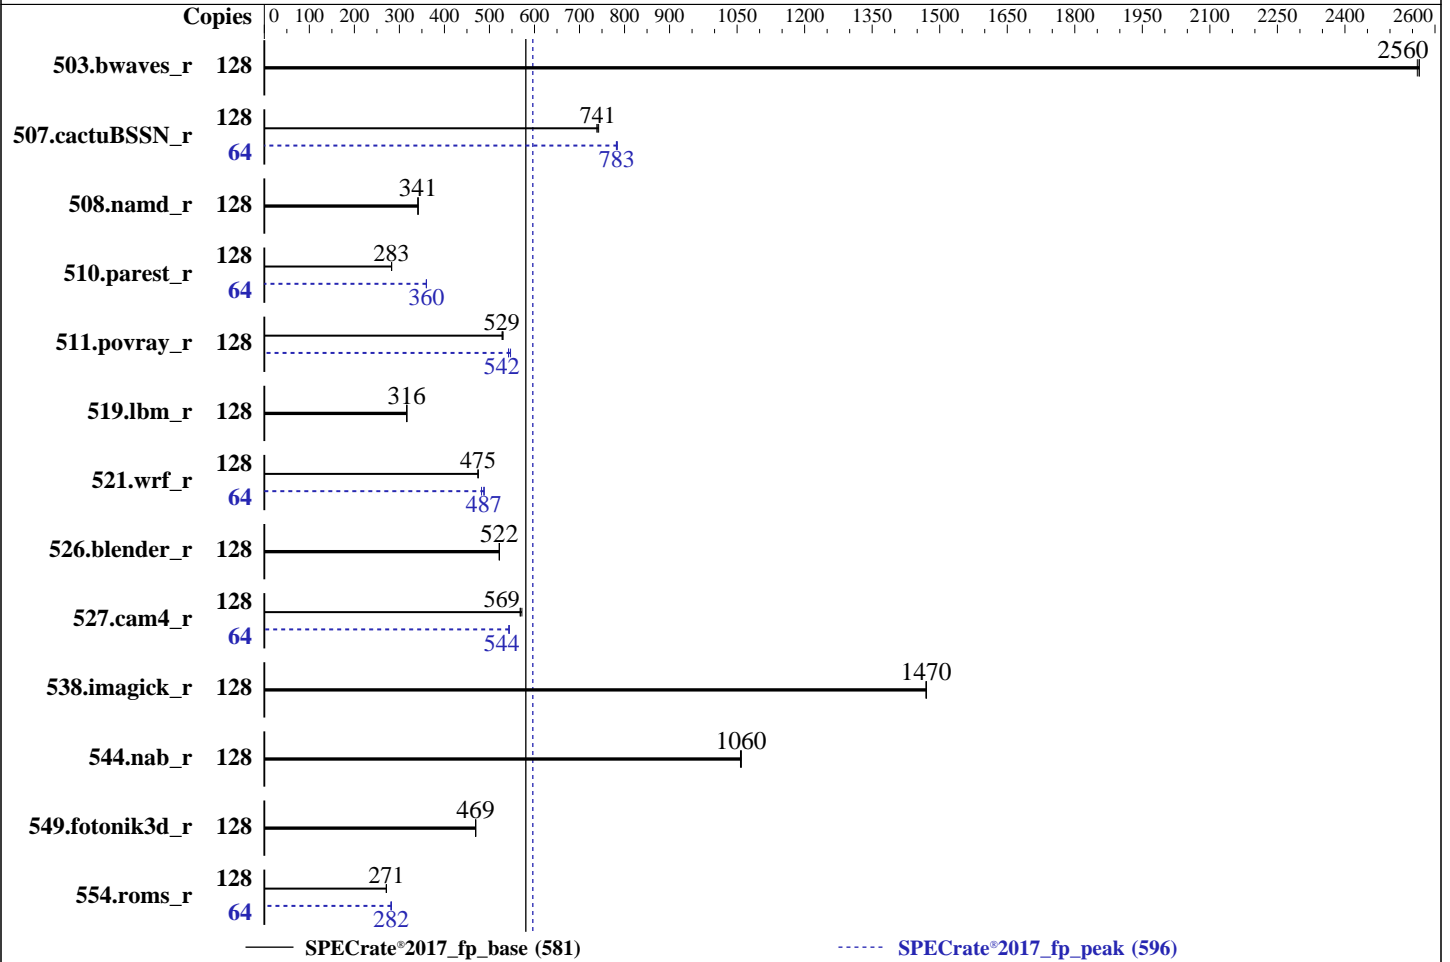 Copies 0 100 200 300 400 500 600 700 800 900 1050 1200 1350 1500 1650 1800 1950 2100 2250 2400 2600
503.bwaves_r 128 2560
507.cactuBSSN_r 128 741
64 783
508.namd_r 128 341
510.parest_r 128 283
64 360
511.povray_r 128 529
542
519.lbm_r 128 316
521.wrf_r 128 475
64 487
526.blender_r 128 522
527.cam4_r 128 569
64 544
538.imagick_r 128 1470
544.nab_r 128 1060
549.fotonik3d_r 128 469
554.roms_r 128 271
64 282
SPECrate®2017_fp_base (581) SPECrate®2017_fp_peak (596)